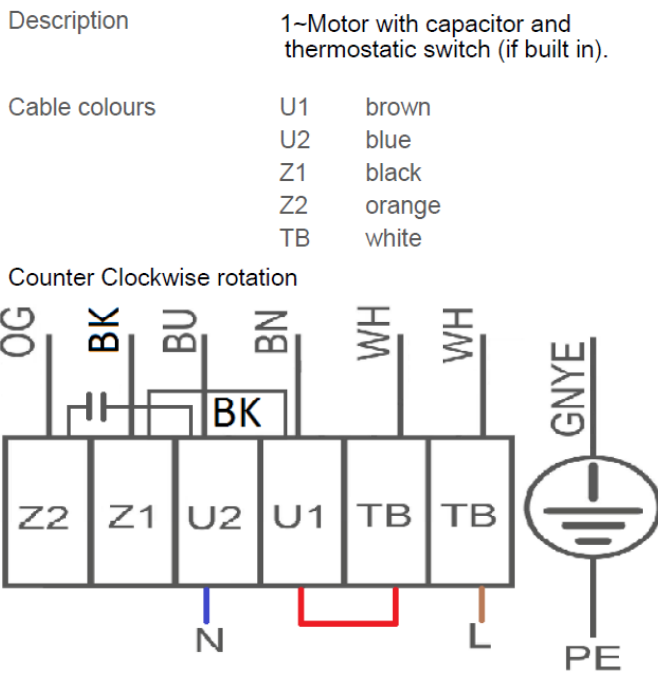 Description
1~Motor with capacitor and
thermostatic switch (if built in).
Cable colours
U1 brown
U2 blue
Z1 black
Z2 orange
TB white
Counter Clockwise rotation
OG BK BU BN WH WH GNYE
BK
Z2 Z1 U2 U1 TB TB
N L PE